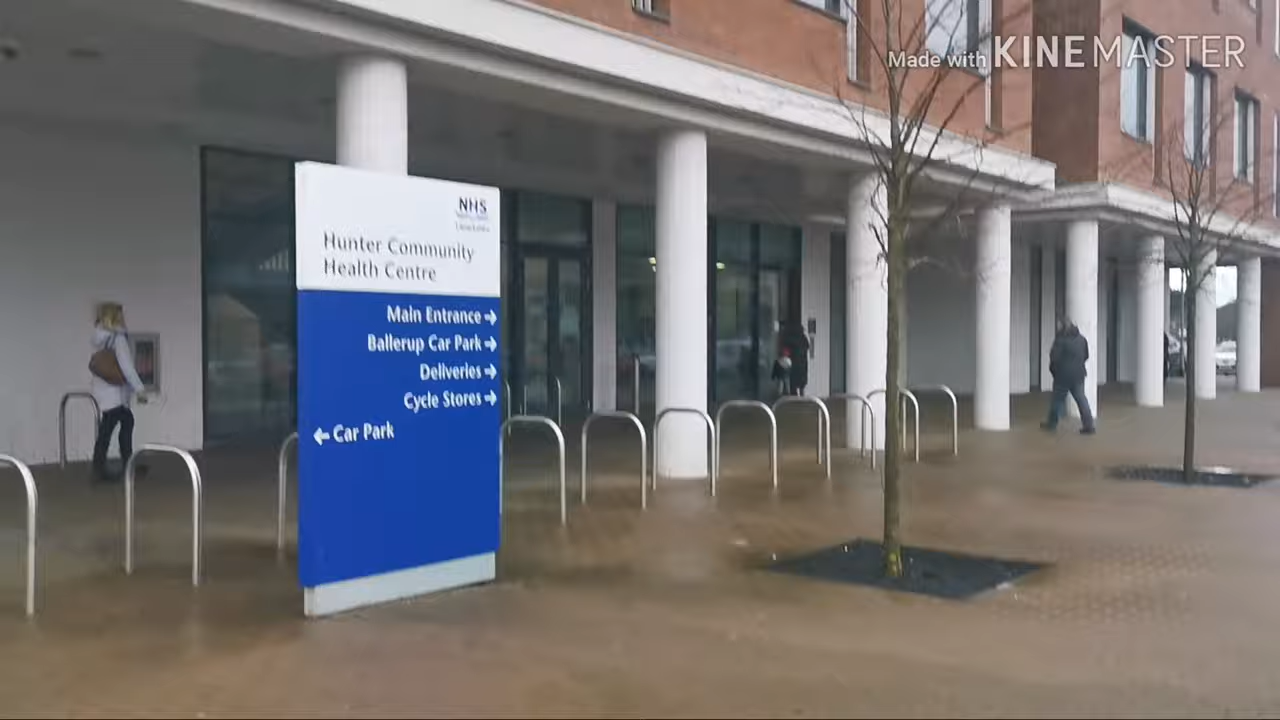 Made with KINEMASTER
NHS
Hunter Community
Health Centre
Main Entrance →
Ballerup Car Park →
Deliveries →
Cycle Stores →
← Car Park